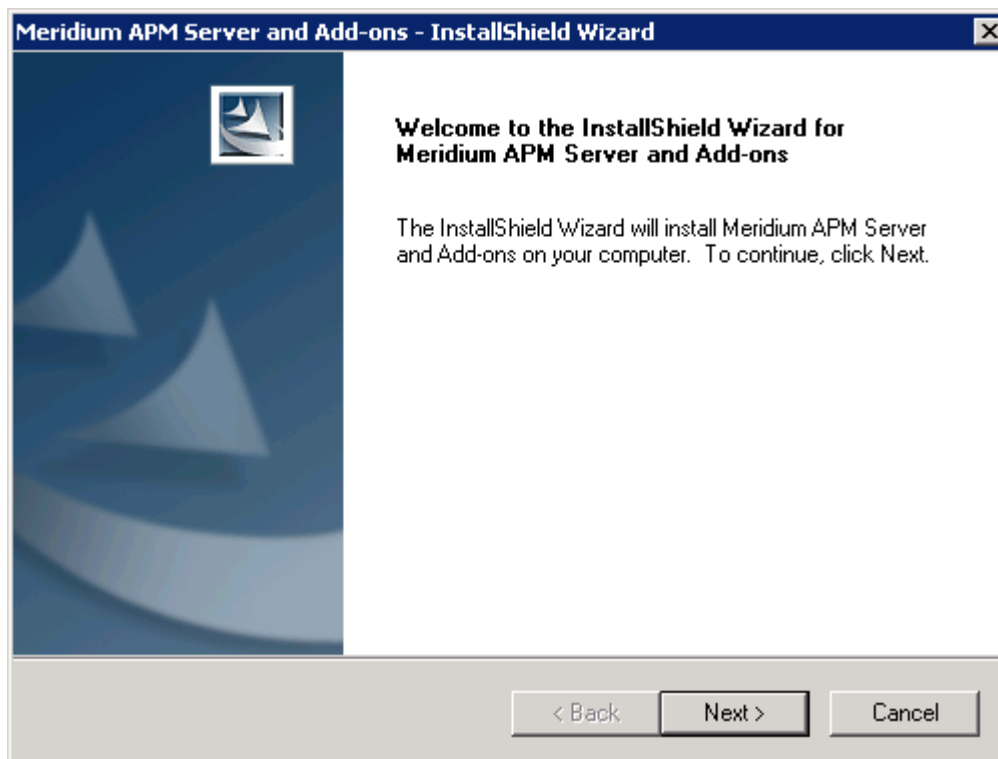 Meridium APM Server and Add-ons - InstallShield Wizard
Welcome to the InstallShield Wizard for
Meridium APM Server and Add-ons
The InstallShield Wizard will install Meridium APM Server
and Add-ons on your computer.  To continue, click Next.
< Back
Next >
Cancel